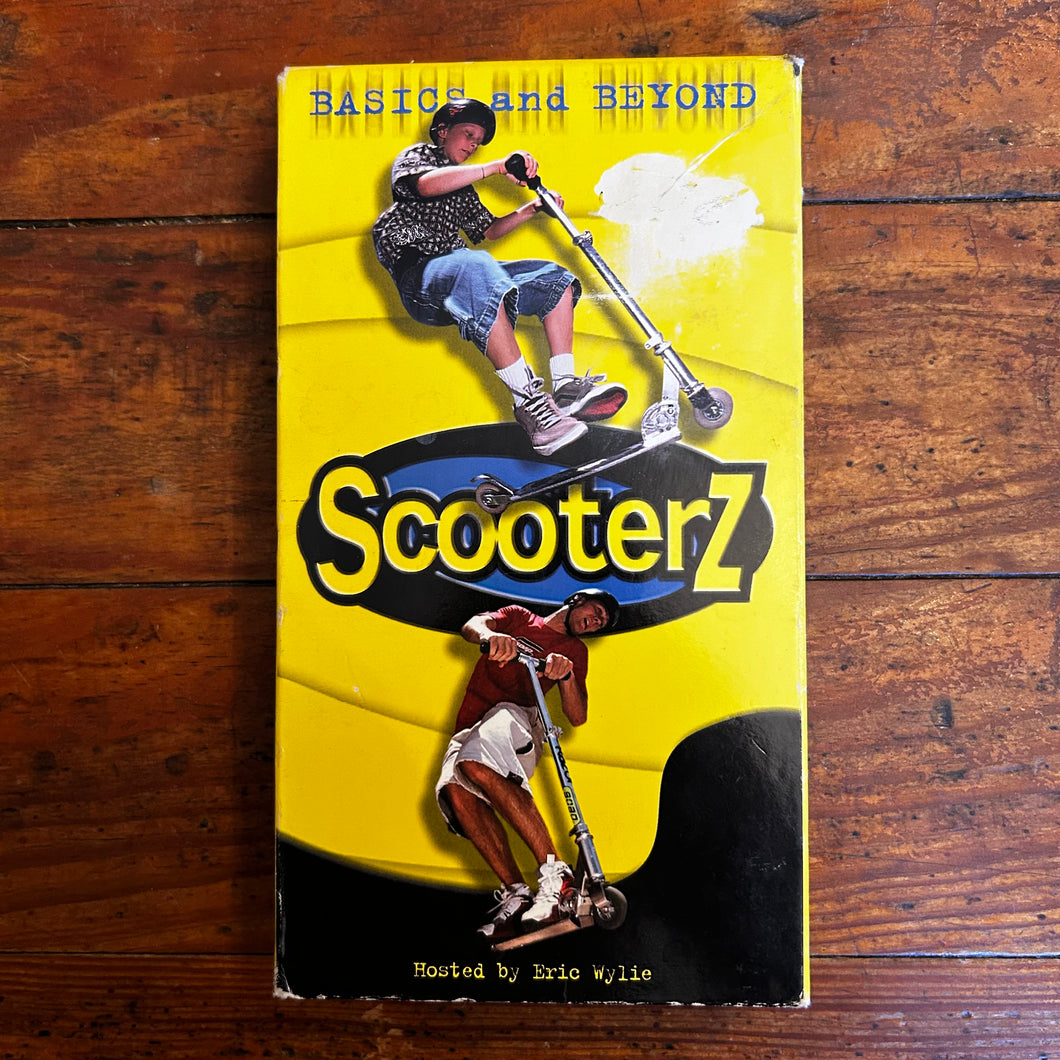 BASICS and BEYOND
ScooterZ
Hosted by Eric Wylie